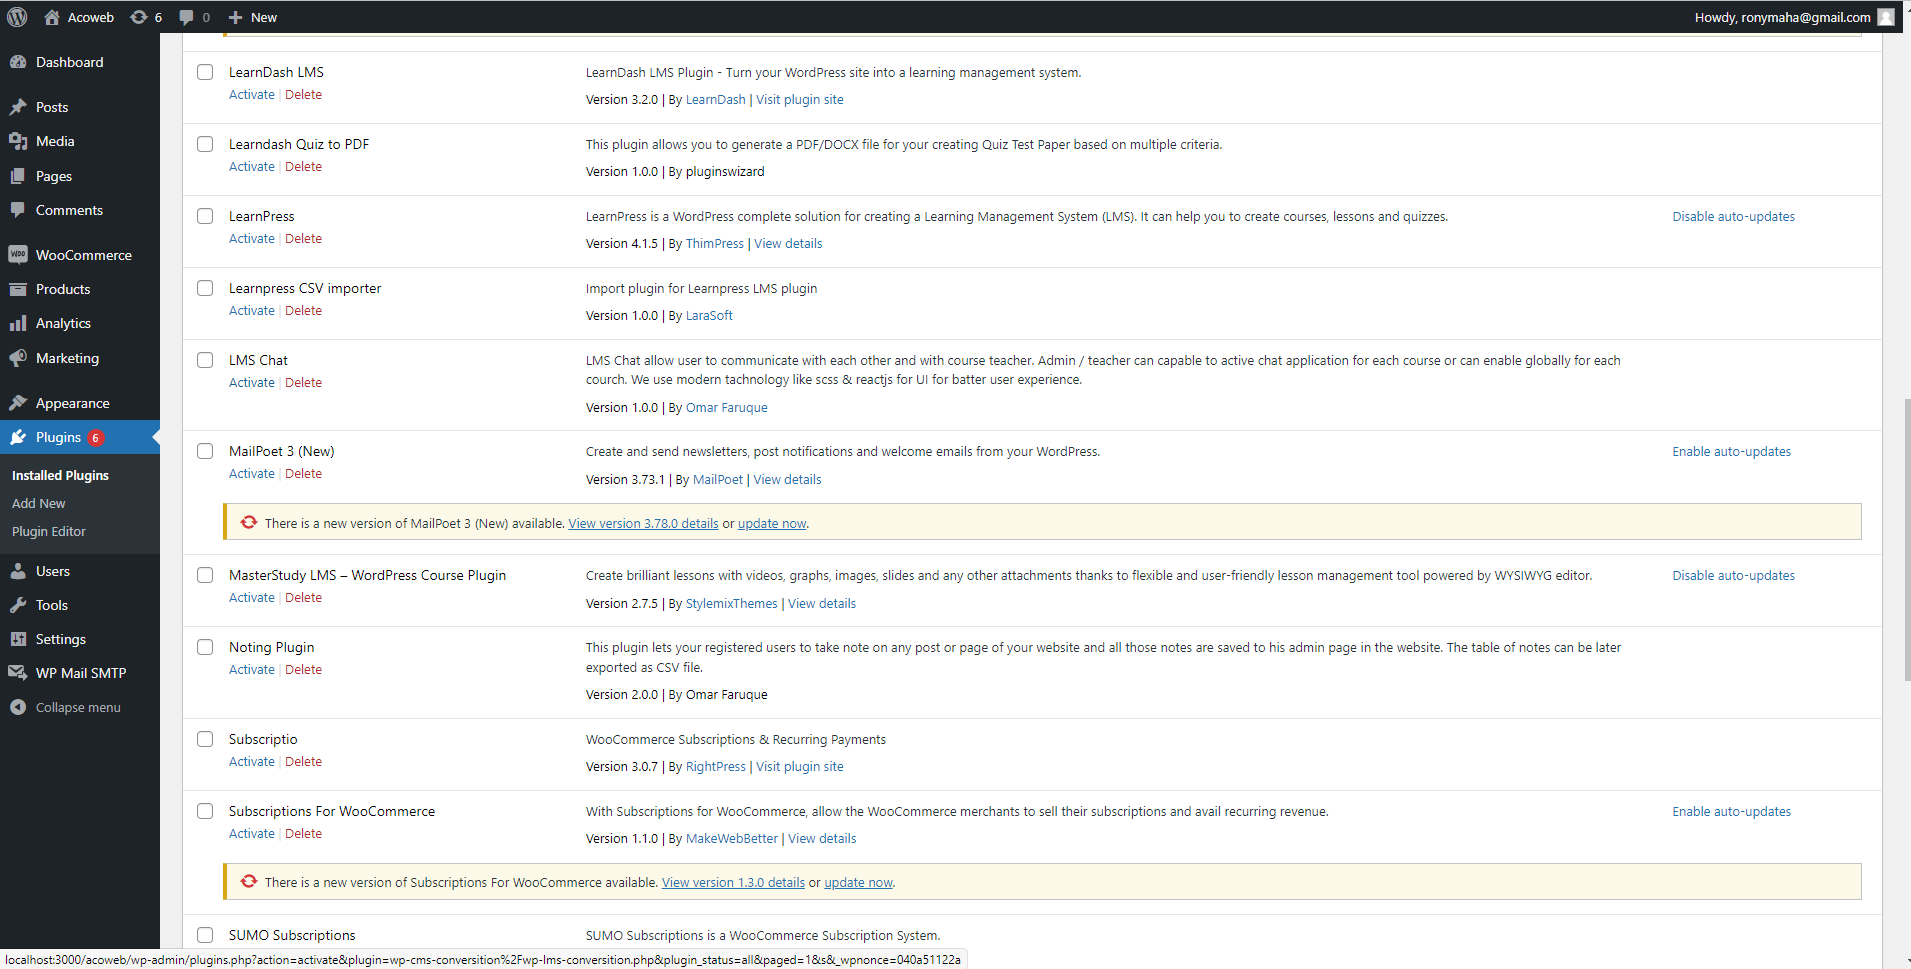 Acoweb 6 0 New Howdy, ronymaha@gmail.com
Dashboard
Posts
Media
Pages
Comments
WOO WooCommerce
Products
Analytics
Marketing
Appearance
Plugins 6
Installed Plugins
Add New
Plugin Editor
Users
Tools
Settings
WP Mail SMTP
Collapse menu
LearnDash LMS
Activate | Delete
LearnDash LMS Plugin - Turn your WordPress site into a learning management system.
Version 3.2.0 | By LearnDash | Visit plugin site
Learndash Quiz to PDF
Activate | Delete
This plugin allows you to generate a PDF/DOCX file for your creating Quiz Test Paper based on multiple criteria.
Version 1.0.0 | By pluginswizard
LearnPress
Activate | Delete
LearnPress is a WordPress complete solution for creating a Learning Management System (LMS). It can help you to create courses, lessons and quizzes.
Version 4.1.5 | By ThimPress | View details
Disable auto-updates
Learnpress CSV importer
Activate | Delete
Import plugin for Learnpress LMS plugin
Version 1.0.0 | By LaraSoft
LMS Chat
Activate | Delete
LMS Chat allow user to communicate with each other and with course teacher. Admin / teacher can capable to active chat application for each course or can enable globally for each
courch. We use modern tachnology like scss & reactjs for UI for batter user experience.
Version 1.0.0 | By Omar Faruque
MailPoet 3 (New)
Activate | Delete
Create and send newsletters, post notifications and welcome emails from your WordPress.
Version 3.73.1 | By MailPoet | View details
Enable auto-updates
There is a new version of MailPoet 3 (New) available. View version 3.78.0 details or update now.
MasterStudy LMS – WordPress Course Plugin
Activate | Delete
Create brilliant lessons with videos, graphs, images, slides and any other attachments thanks to flexible and user-friendly lesson management tool powered by WYSIWYG editor.
Version 2.7.5 | By StylemixThemes | View details
Disable auto-updates
Noting Plugin
Activate | Delete
This plugin lets your registered users to take note on any post or page of your website and all those notes are saved to his admin page in the website. The table of notes can be later
exported as CSV file.
Version 2.0.0 | By Omar Faruque
Subscriptio
Activate | Delete
WooCommerce Subscriptions & Recurring Payments
Version 3.0.7 | By RightPress | Visit plugin site
Subscriptions For WooCommerce
Activate | Delete
With Subscriptions for WooCommerce, allow the WooCommerce merchants to sell their subscriptions and avail recurring revenue.
Version 1.1.0 | By MakeWebBetter | View details
Enable auto-updates
There is a new version of Subscriptions For WooCommerce available. View version 1.3.0 details or update now.
SUMO Subscriptions
SUMO Subscriptions is a WooCommerce Subscription System.
localhost:3000/acoweb/wp-admin/plugins.php?action=activate&plugin=wp-cms-conversition%2Fwp-lms-conversition.php&plugin_status=all&paged=1&s&_wpnonce=040a51122a